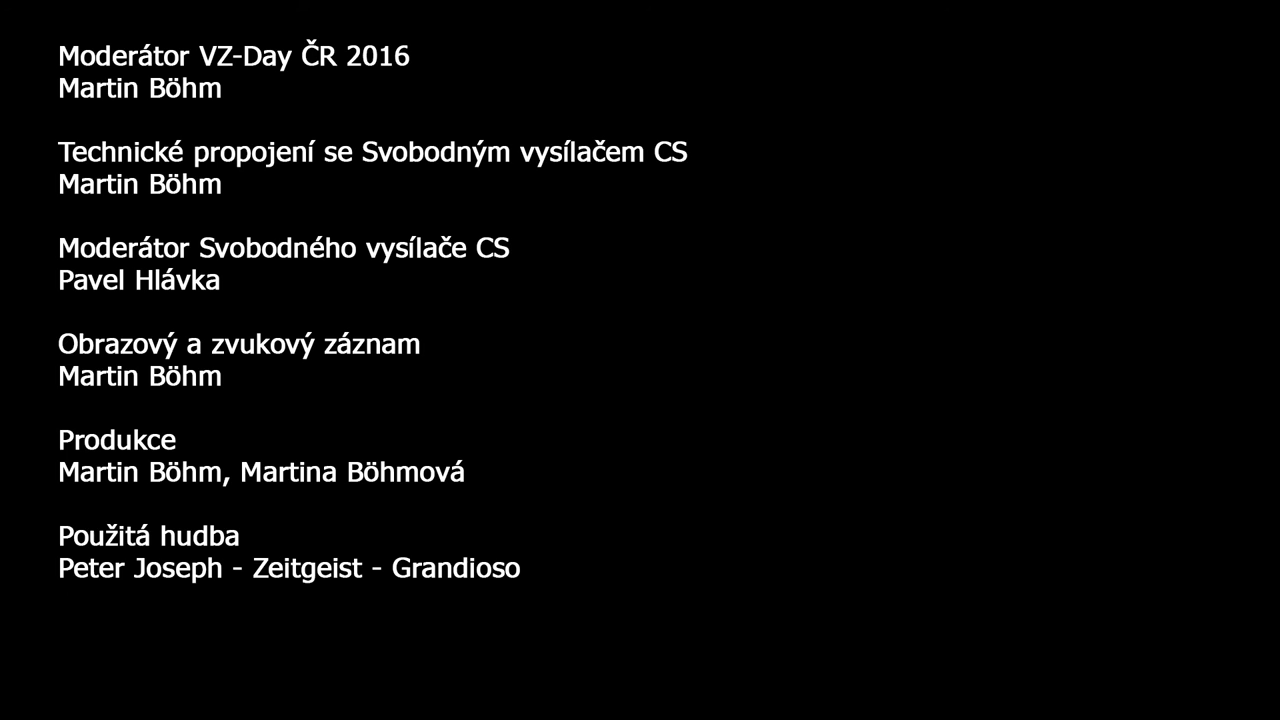 Moderátor VZ-Day ČR 2016
Martin Böhm
Technické propojení se Svobodným vysílačem CS
Martin Böhm
Moderátor Svobodného vysílače CS
Pavel Hlávka
Obrazový a zvukový záznam
Martin Böhm
Produkce
Martin Böhm, Martina Böhmová
Použitá hudba
Peter Joseph - Zeitgeist - Grandioso